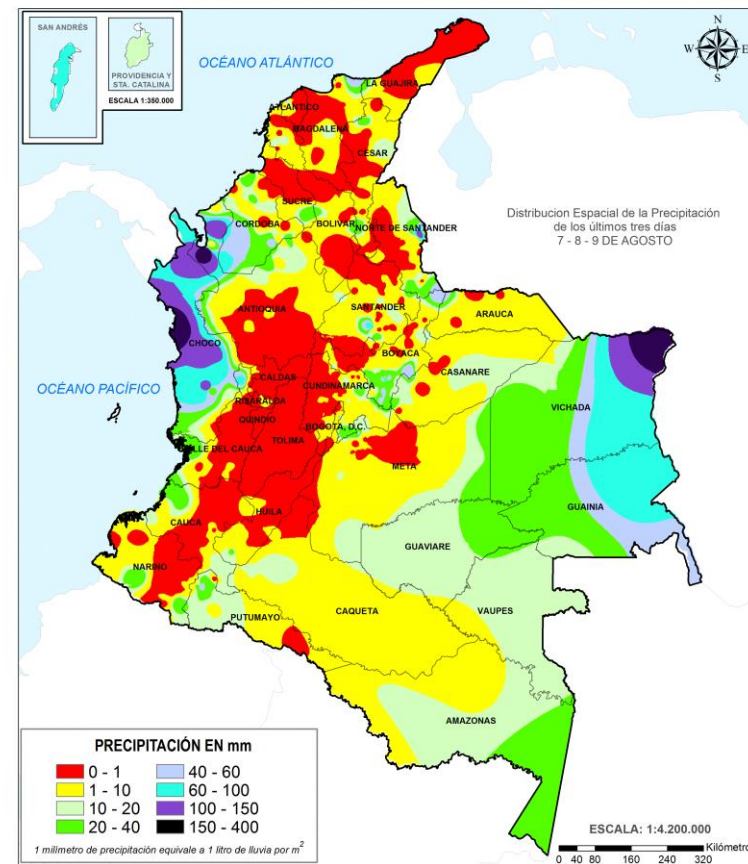 SAN ANDRÉS
PROVIDENCIA Y
STA. CATALINA
ESCALA 1:350.000
OCÉANO ATLÁNTICO
N
W
E
S
LA GUAJIRA
ATLANTICO
MAGDALENA
CESAR
SUCRE
CORDOBA
BOLIVAR
NORTE DE SANTANDER
Distribucion Espacial de la Precipitación
de los últimos tres días
7 - 8 - 9 DE AGOSTO
ANTIOQUIA
SANTANDER
ARAUCA
CHOCO
BOYACA
CASANARE
OCÉANO PACÍFICO
CALDAS
CUNDINAMARCA
RISARALDA
VICHADA
QUINDIO
BOGOTA, D.C.
TOLIMA
VALLE DEL CAUCA
META
GUAINIA
HUILA
CAUCA
GUAVIARE
NARIÑO
CAQUETA
VAUPES
PUTUMAYO
AMAZONAS
PRECIPITACIÓN EN mm
0 - 1
40 - 60
1 - 10
60 - 100
10 - 20
100 - 150
20 - 40
150 - 400
1 milímetro de precipitación equivale a 1 litro de lluvia por m2
ESCALA: 1:4.200.000
Kilómetro
0 40 80 160 240 320